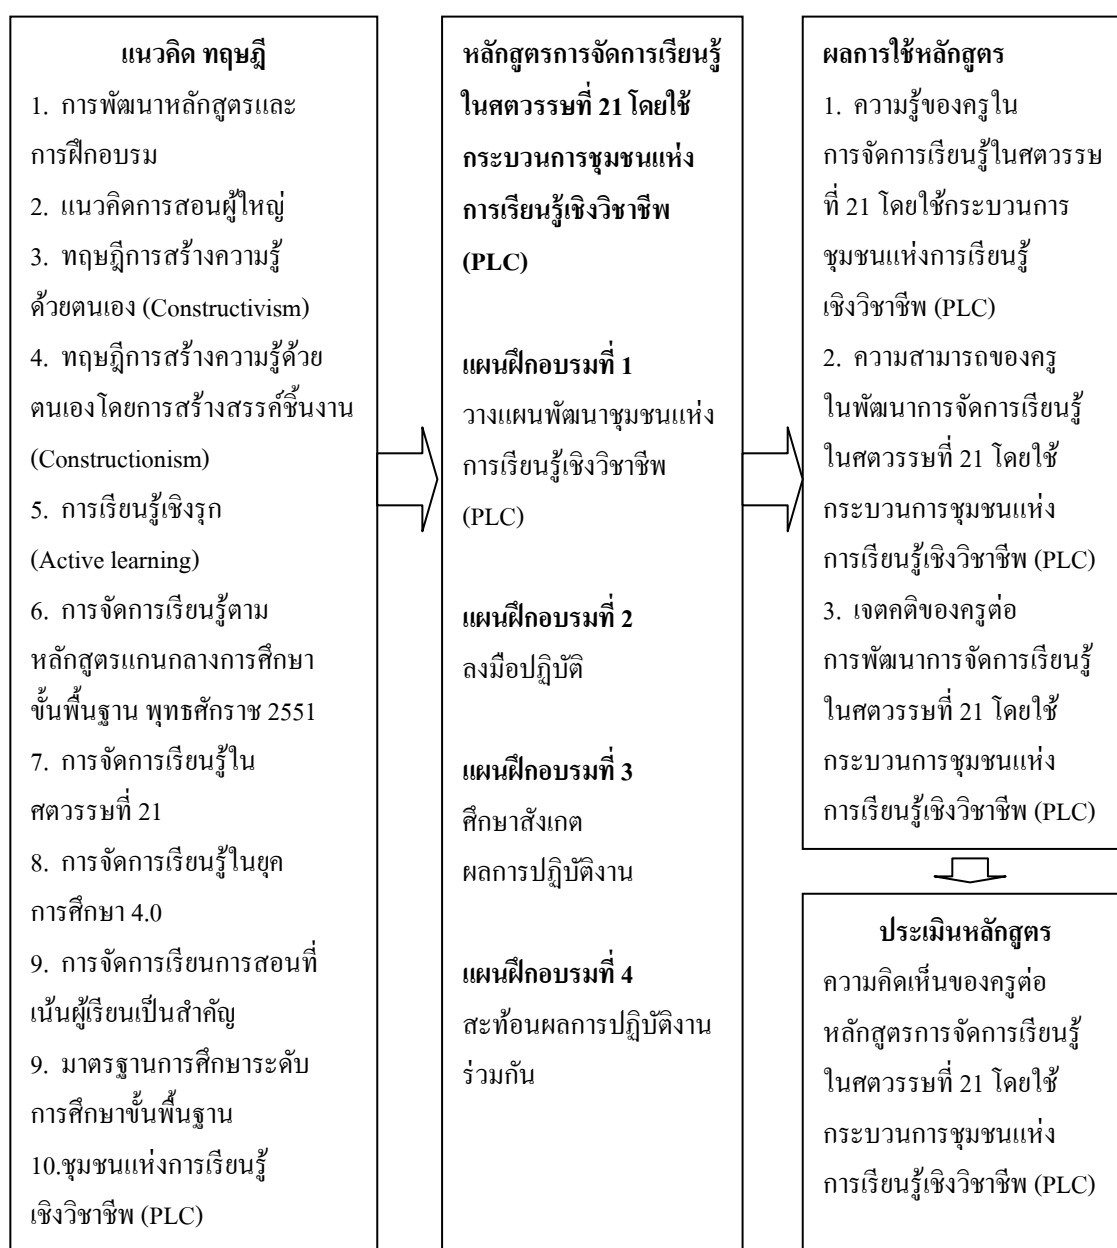 แนวคิด ทฤษฎี
1. การพัฒนาหลักสูตรและ
การฝึกอบรม
2. แนวคิดการสอนผู้ใหญ่
3. ทฤษฎีการสร้างความรู้
ด้วยตนเอง (Constructivism)
4. ทฤษฎีการสร้างความรู้ด้วย
ตนเองโดยการสร้างสรรค์ชิ้นงาน
(Constructionism)
5. การเรียนรู้เชิงรุก
(Active learning)
6. การจัดการเรียนรู้ตาม
หลักสูตรแกนกลางการศึกษา
ขั้นพื้นฐาน พุทธศักราช 2551
7. การจัดการเรียนรู้ใน
ศตวรรษที่ 21
8. การจัดการเรียนรู้ในยุค
การศึกษา 4.0
9. การจัดการเรียนการสอนที่
เน้นผู้เรียนเป็นสำคัญ
9. มาตรฐานการศึกษาระดับ
การศึกษาขั้นพื้นฐาน
10.ชุมชนแห่งการเรียนรู้
เชิงวิชาชีพ (PLC)
หลักสูตรการจัดการเรียนรู้
ในศตวรรษที่ 21 โดยใช้
กระบวนการชุมชนแห่ง
การเรียนรู้เชิงวิชาชีพ
(PLC)
แผนฝึกอบรมที่ 1
วางแผนพัฒนาชุมชนแห่ง
การเรียนรู้เชิงวิชาชีพ
(PLC)
แผนฝึกอบรมที่ 2
ลงมือปฏิบัติ
แผนฝึกอบรมที่ 3
ศึกษาสังเกต
ผลการปฏิบัติงาน
แผนฝึกอบรมที่ 4
สะท้อนผลการปฏิบัติงาน
ร่วมกัน
ผลการใช้หลักสูตร
1. ความรู้ของครูใน
การจัดการเรียนรู้ในศตวรรษ
ที่ 21 โดยใช้กระบวนการ
ชุมชนแห่งการเรียนรู้
เชิงวิชาชีพ (PLC)
2. ความสามารถของครู
ในพัฒนาการจัดการเรียนรู้
ในศตวรรษที่ 21 โดยใช้
กระบวนการชุมชนแห่ง
การเรียนรู้เชิงวิชาชีพ (PLC)
3. เจตคติของครูต่อ
การพัฒนาการจัดการเรียนรู้
ในศตวรรษที่ 21 โดยใช้
กระบวนการชุมชนแห่ง
การเรียนรู้เชิงวิชาชีพ (PLC)
ประเมินหลักสูตร
ความคิดเห็นของครูต่อ
หลักสูตรการจัดการเรียนรู้
ในศตวรรษที่ 21 โดยใช้
กระบวนการชุมชนแห่ง
การเรียนรู้เชิงวิชาชีพ (PLC)